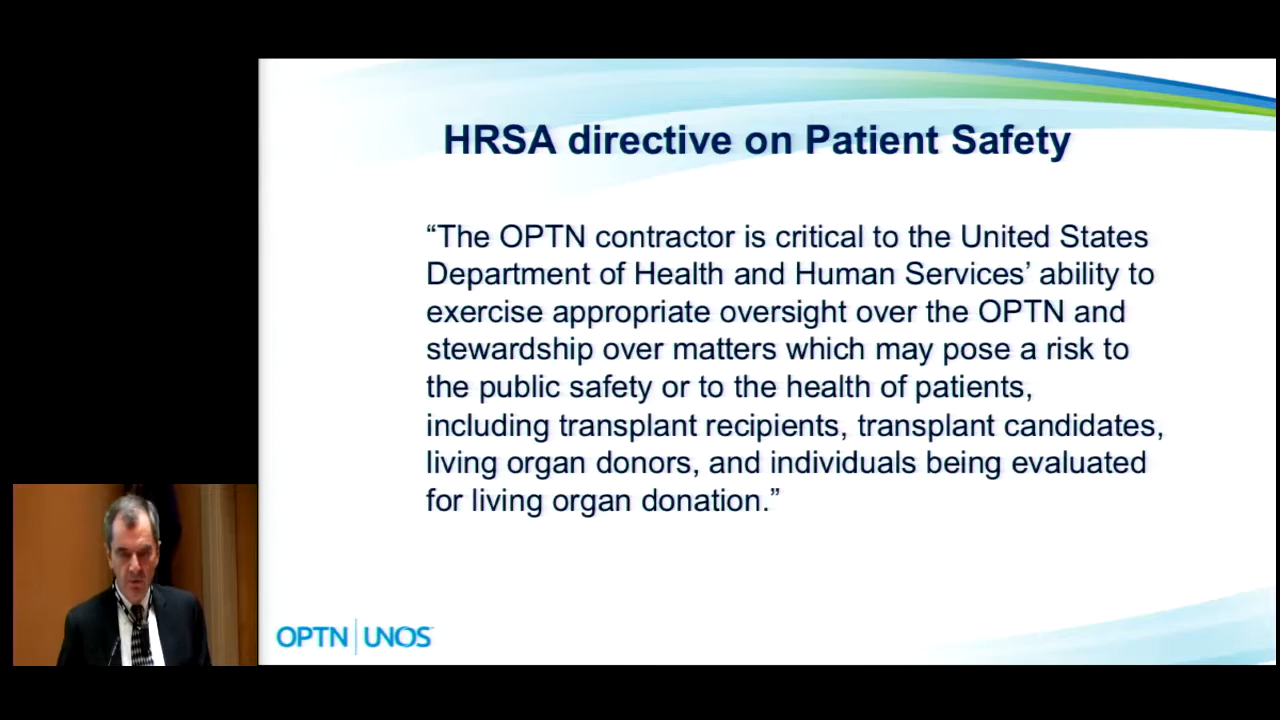 HRSA directive on Patient Safety
“The OPTN contractor is critical to the United States
Department of Health and Human Services’ ability to
exercise appropriate oversight over the OPTN and
stewardship over matters which may pose a risk to
the public safety or to the health of patients,
including transplant recipients, transplant candidates,
living organ donors, and individuals being evaluated
for living organ donation.”
OPTN | UNOS